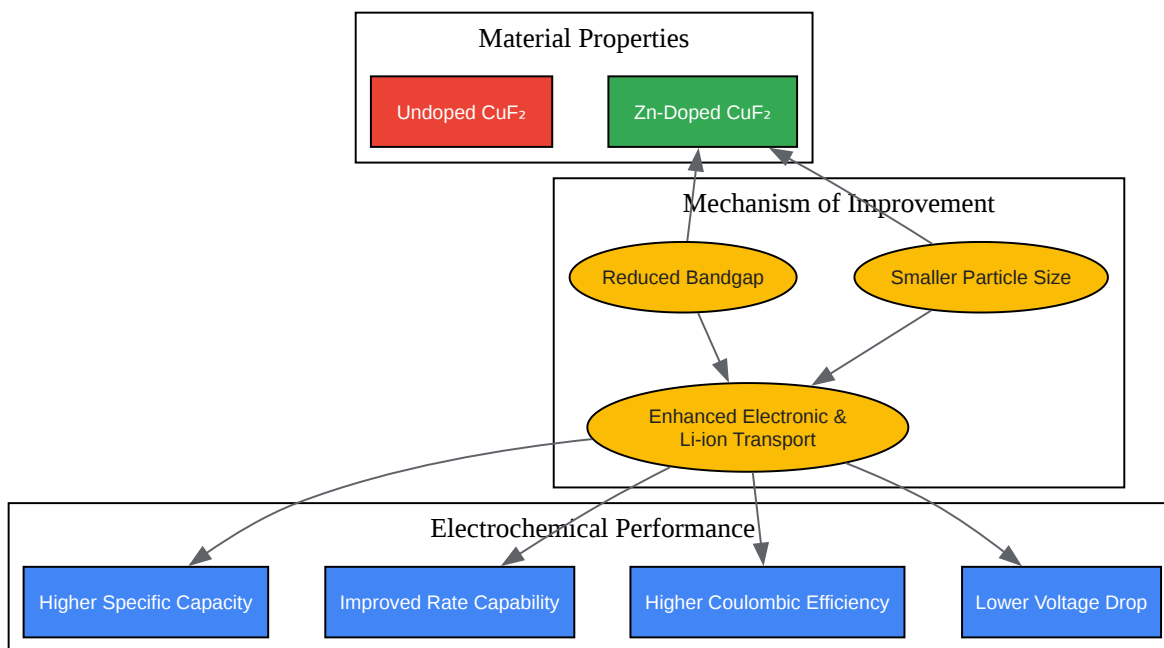 Material Properties
Undoped CuF₂
Zn-Doped CuF₂
Mechanism of Improvement
Reduced Bandgap
Smaller Particle Size
Enhanced Electronic &
Li-ion Transport
Electrochemical Performance
Higher Specific Capacity
Improved Rate Capability
Higher Coulombic Efficiency
Lower Voltage Drop